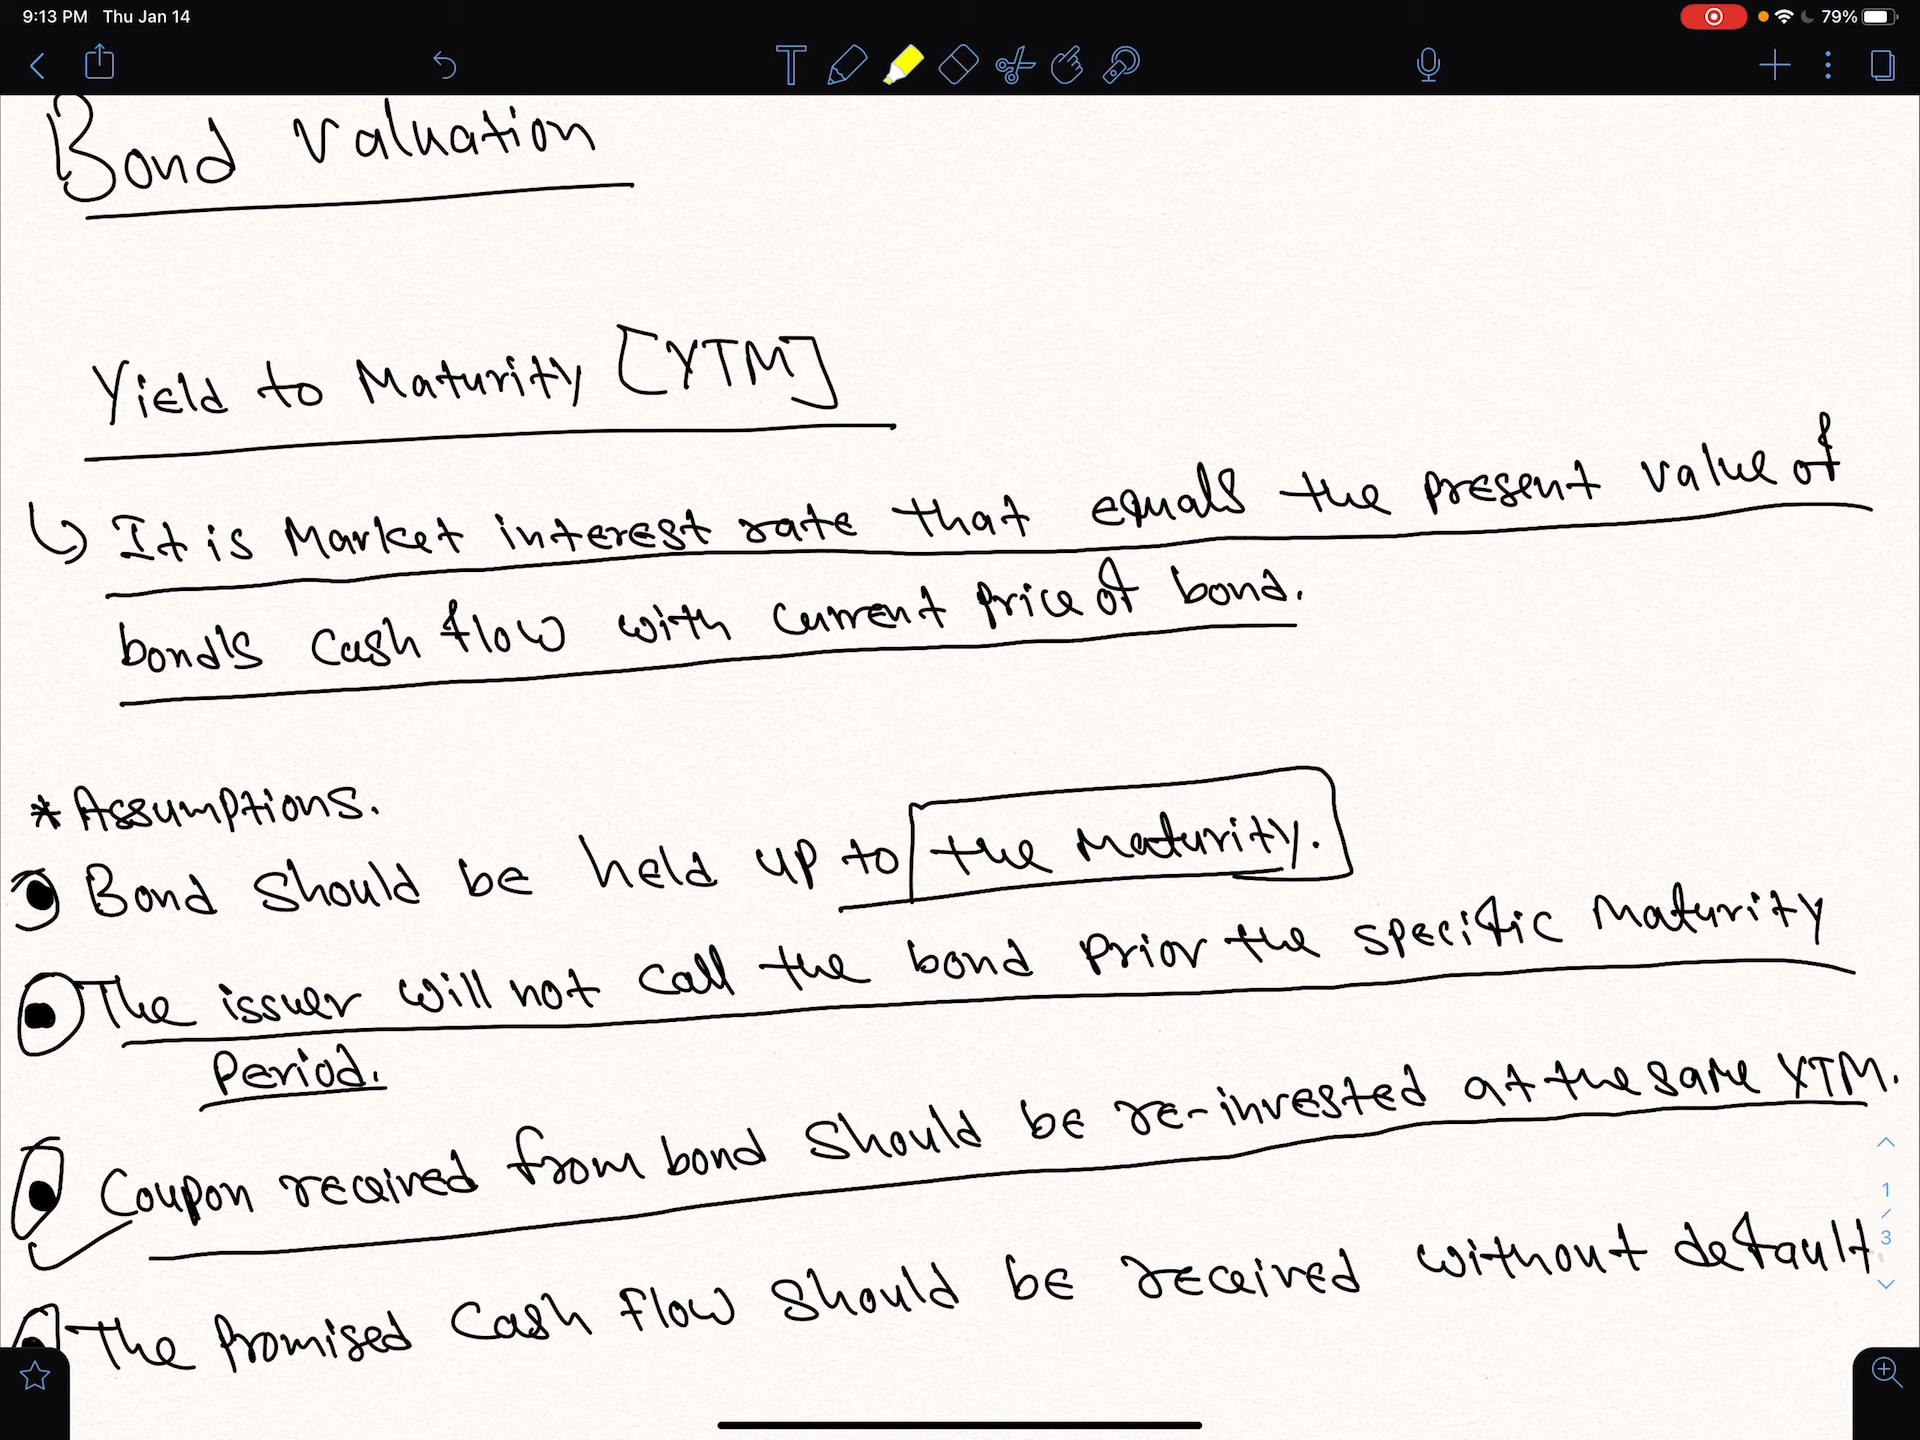 9:13 PM Thu Jan 14
79%
Bond Valuation
Yield to Maturity [YTM]
It is Market interest rate that equals the present value of
bond's cash flow with current price of bond.
* Assumptions.
Bond should be held up to the maturity.
The issuer will not call the bond prior the specific maturity
period.
Coupon received from bond should be re-invested at the same YTM.
The promised cash flow should be received without default
1
/
3